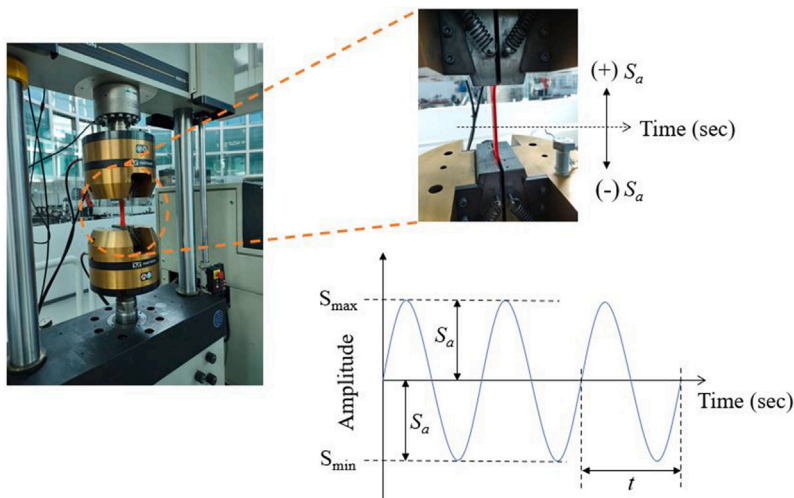 (+) Sa
Time (sec)
(-) Sa
Smax
Sa
Amplitude
Time (sec)
Sa
Smin
t